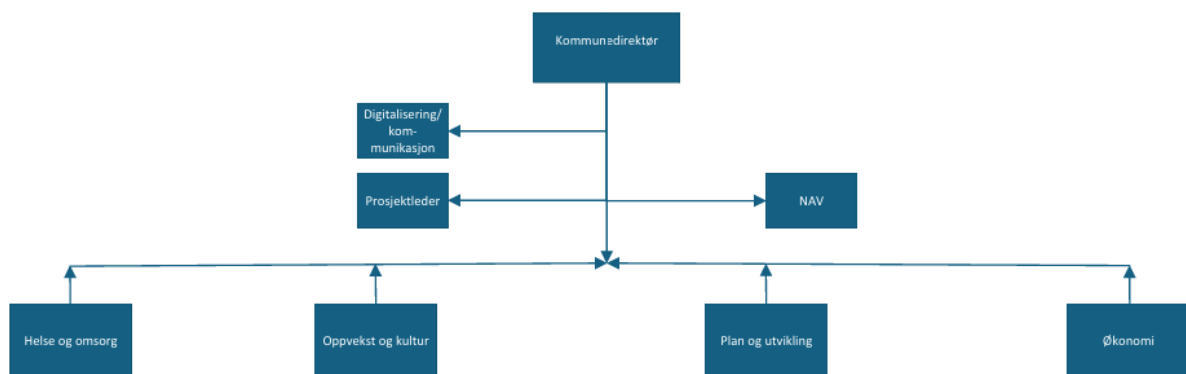 Kommunedirektør
Digitalisering/
kom-
munikasjon
Prosjektleder
NAV
Helse og omsorg
Oppvekst og kultur
Plan og utvikling
Økonomi